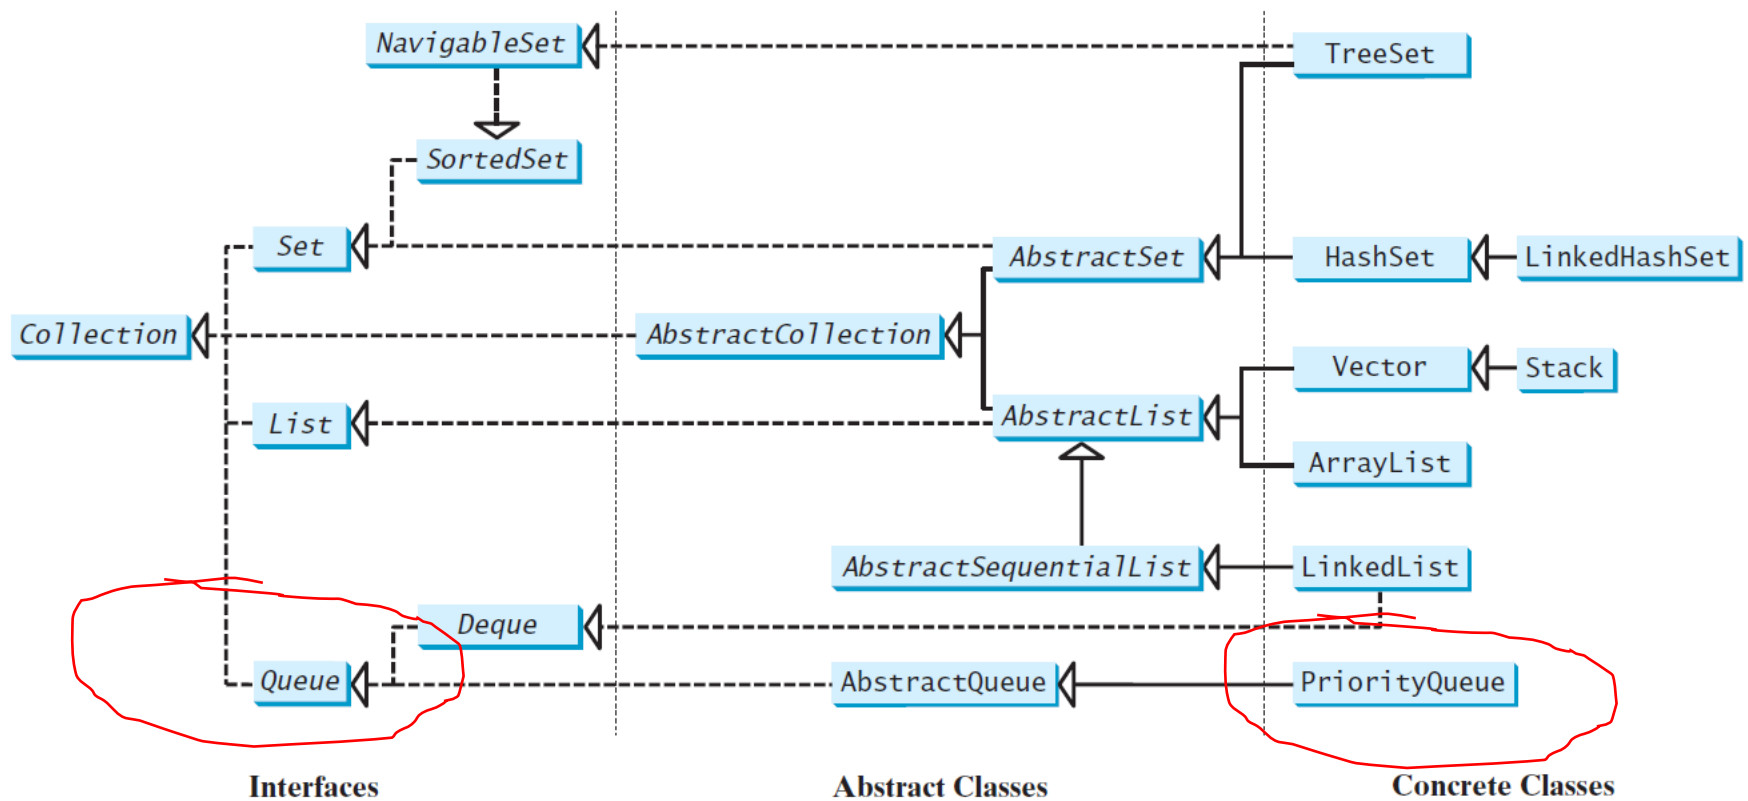 NavigableSet
TreeSet
SortedSet
Set
AbstractSet
HashSet
LinkedHashSet
Collection
AbstractCollection
Vector
Stack
List
AbstractList
ArrayList
AbstractSequentialList
LinkedList
Deque
Queue
AbstractQueue
PriorityQueue
Interfaces
Abstract Classes
Concrete Classes